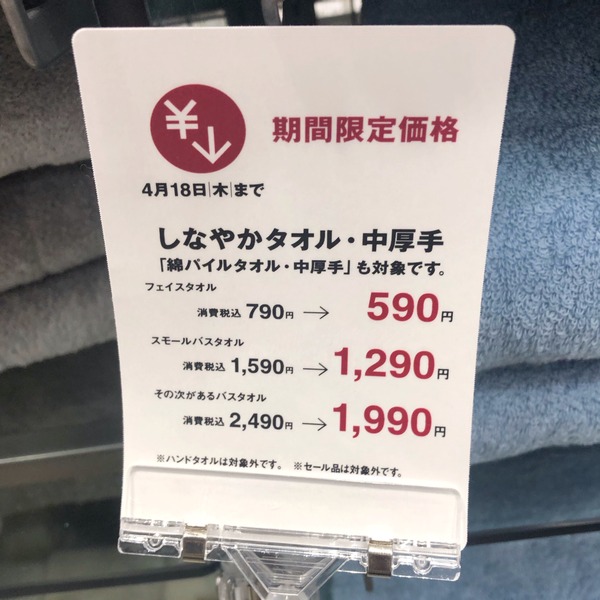 ¥↓
期間限定価格
4月18日|木|まで
しなやかタオル・中厚手
「綿パイルタオル・中厚手」も対象です。
フェイスタオル
消費税込 790円 → 590円
スモールバスタオル
消費税込 1,590円 → 1,290円
その次があるバスタオル
消費税込 2,490円 → 1,990円
※ハンドタオルは対象外です。 ※セール品は対象外です。